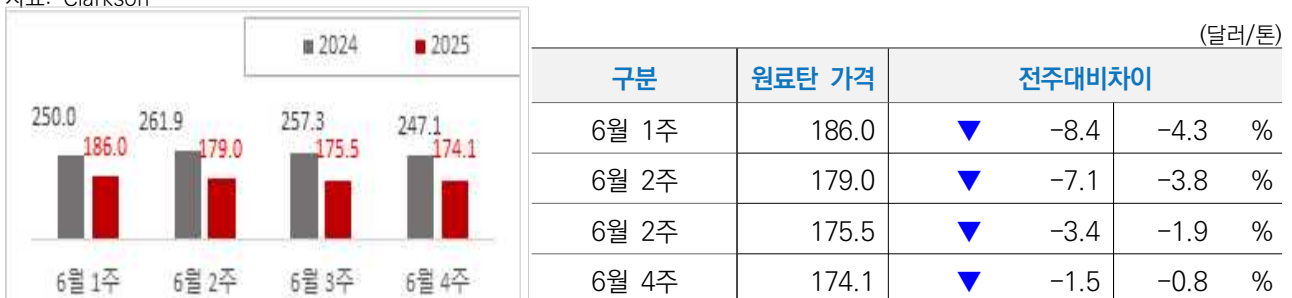 자료: Clarkson
■ 2024 ■ 2025
250.0 186.0 261.9 179.0 257.3 175.5 247.1 174.1
6월 1주 6월 2주 6월 3주 6월 4주
(달러/톤)
구분 원료탄 가격 전주대비차이
6월 1주 186.0 ▼ -8.4 -4.3 %
6월 2주 179.0 ▼ -7.1 -3.8 %
6월 2주 175.5 ▼ -3.4 -1.9 %
6월 4주 174.1 ▼ -1.5 -0.8 %